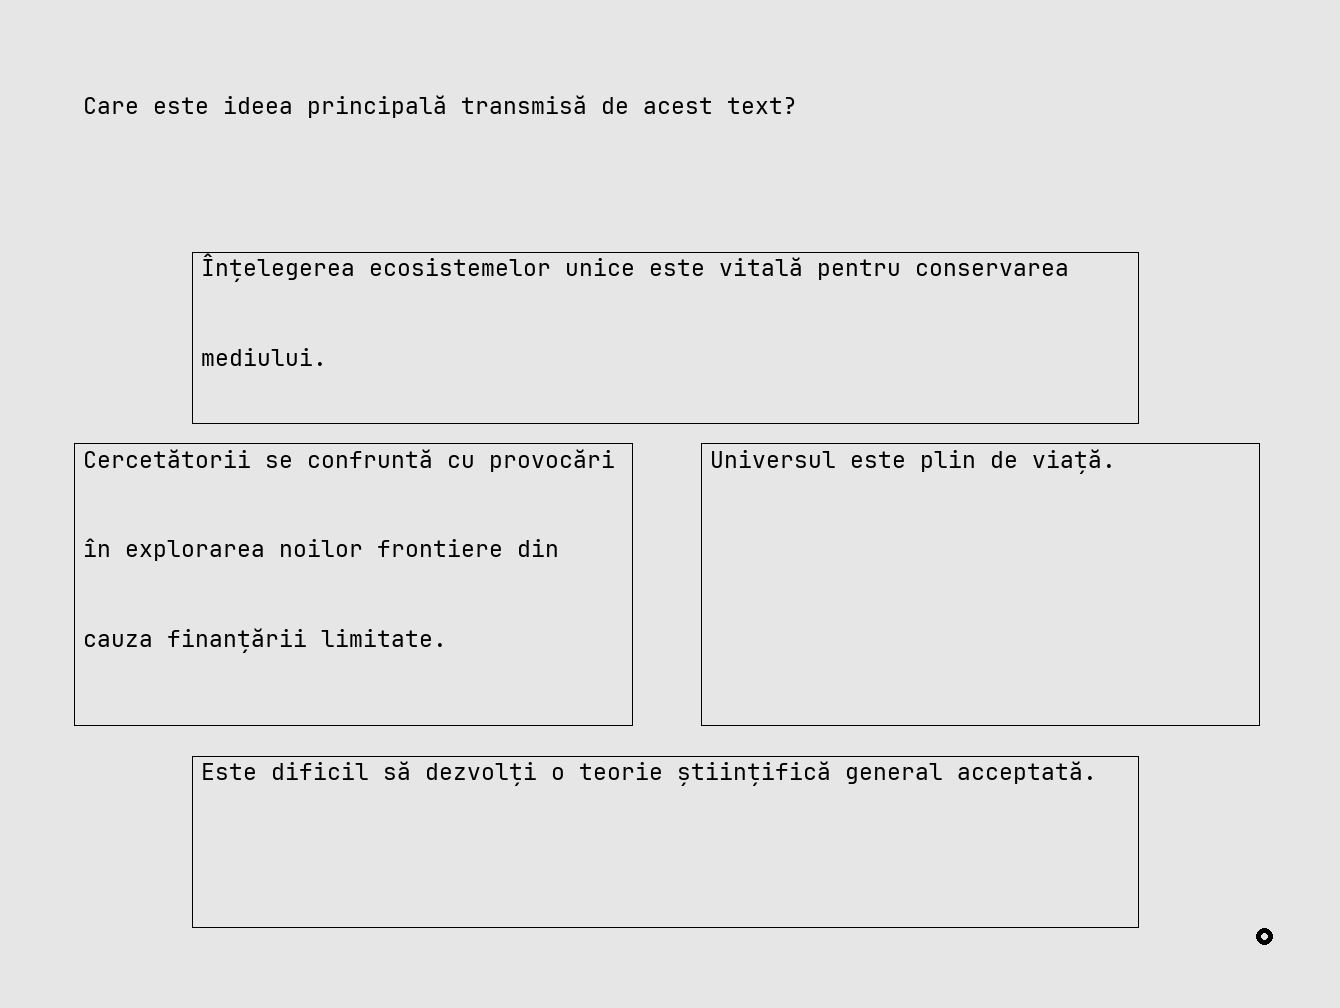 Care este ideea principală transmisă de acest text?
Înțelegerea ecosistemelor unice este vitală pentru conservarea
mediului.
Cercetătorii se confruntă cu provocări
în explorarea noilor frontiere din
cauza finanțării limitate.
Universul este plin de viață.
Este dificil să dezvolți o teorie științifică general acceptată.